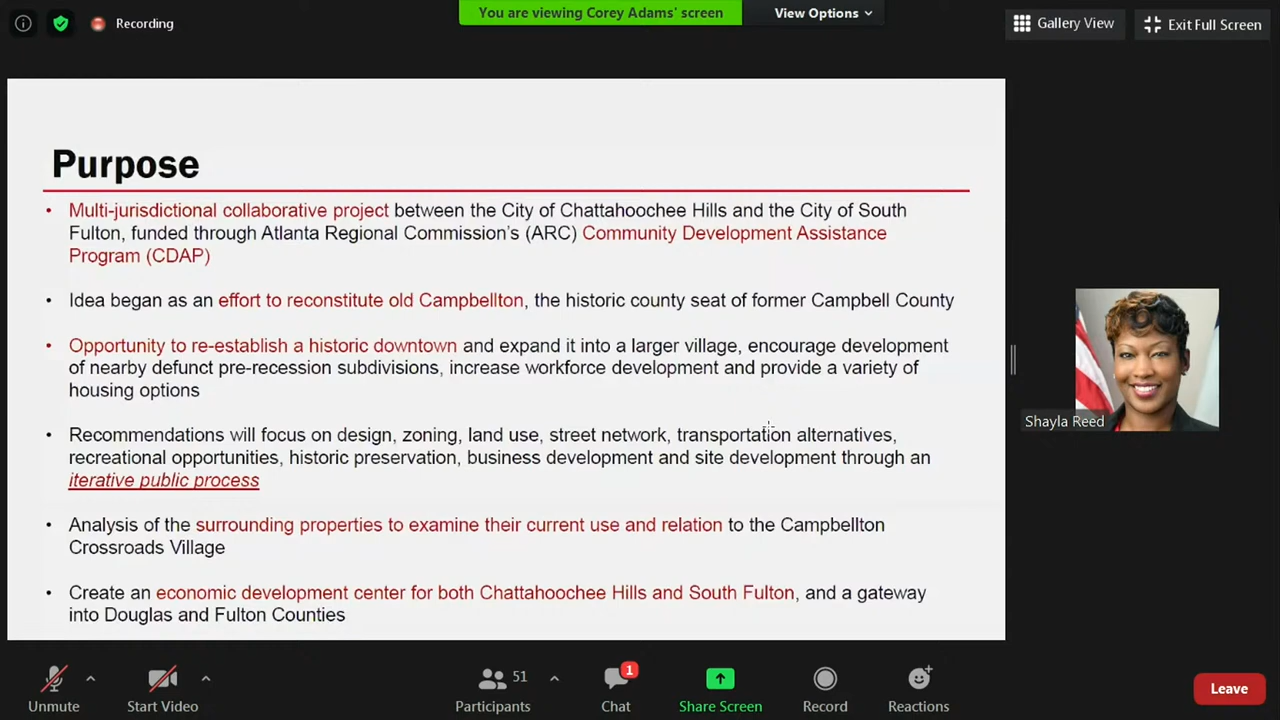 Recording
You are viewing Corey Adams' screen
View Options
Gallery View
Exit Full Screen
Purpose
• Multi-jurisdictional collaborative project between the City of Chattahoochee Hills and the City of South
Fulton, funded through Atlanta Regional Commission's (ARC) Community Development Assistance
Program (CDAP)
• Idea began as an effort to reconstitute old Campbellton, the historic county seat of former Campbell County
• Opportunity to re-establish a historic downtown and expand it into a larger village, encourage development
of nearby defunct pre-recession subdivisions, increase workforce development and provide a variety of
housing options
• Recommendations will focus on design, zoning, land use, street network, transportation alternatives,
recreational opportunities, historic preservation, business development and site development through an
iterative public process
• Analysis of the surrounding properties to examine their current use and relation to the Campbellton
Crossroads Village
• Create an economic development center for both Chattahoochee Hills and South Fulton, and a gateway
into Douglas and Fulton Counties
Shayla Reed
Unmute
Start Video
51
Participants
1
Chat
Share Screen
Record
Reactions
Leave